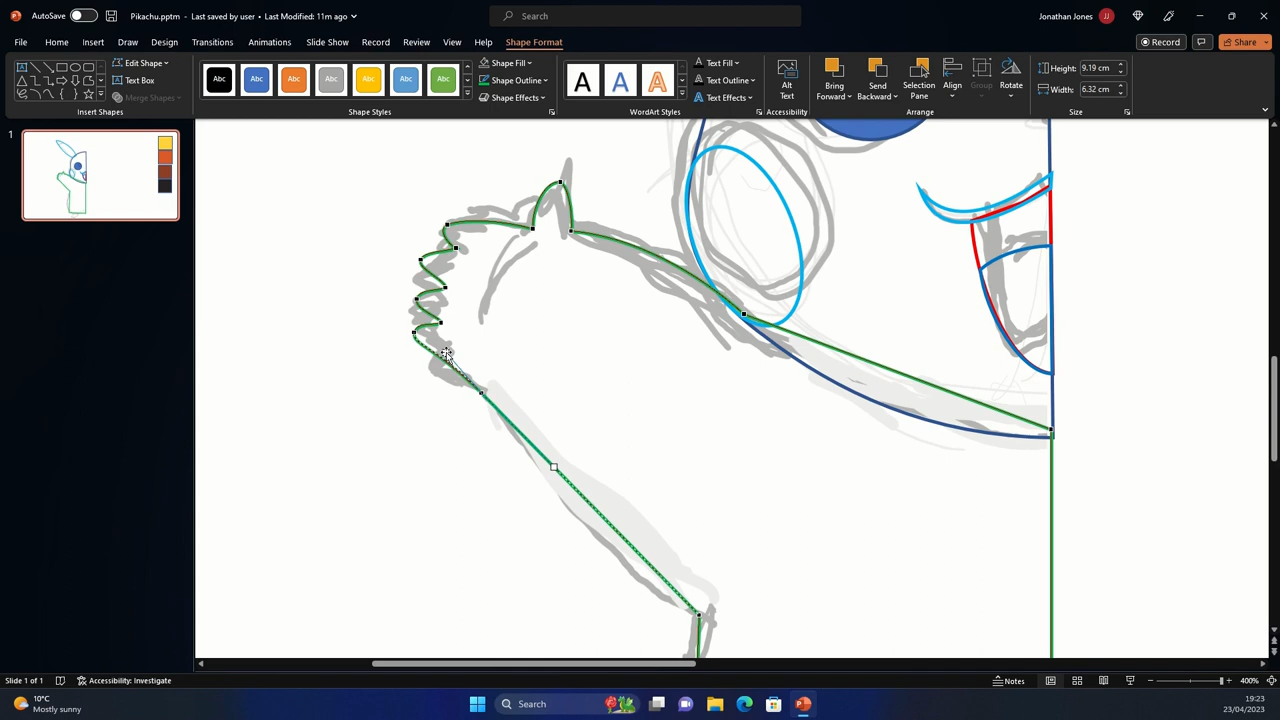 AutoSave
Pikachu.pptm • Last saved by user • Last Modified: 11m ago
Search
Jonathan Jones
JJ
File Home Insert Draw Design Transitions Animations Slide Show Record Review View Help Shape Format
Record
Share
Edit Shape
Text Box
Merge Shapes
Insert Shapes
Abc Abc Abc Abc Abc Abc Abc
Shape Fill
Shape Outline
Shape Effects
Shape Styles
A A A
Text Fill
Text Outline
Text Effects
WordArt Styles
Alt
Text
Accessibility
Bring
Forward
Send
Backward
Selection
Pane
Align
Group
Rotate
Arrange
Height: 9.19 cm
Width: 6.32 cm
Size
1
Slide 1 of 1
Accessibility: Investigate
Notes
400%
10°C
Mostly sunny
Search
19:23
23/04/2023